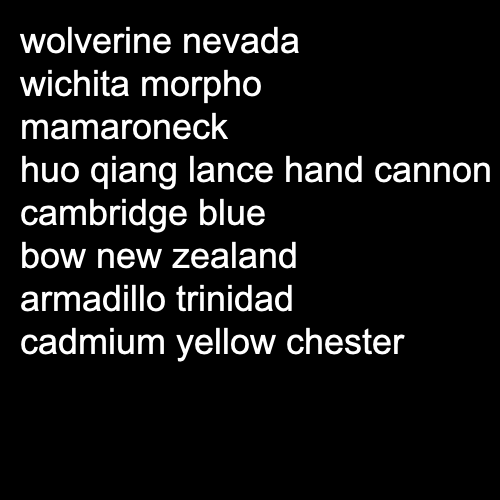 wolverine nevada
wichita morpho
mamaroneck
huo qiang lance hand cannon
cambridge blue
bow new zealand
armadillo trinidad
cadmium yellow chester